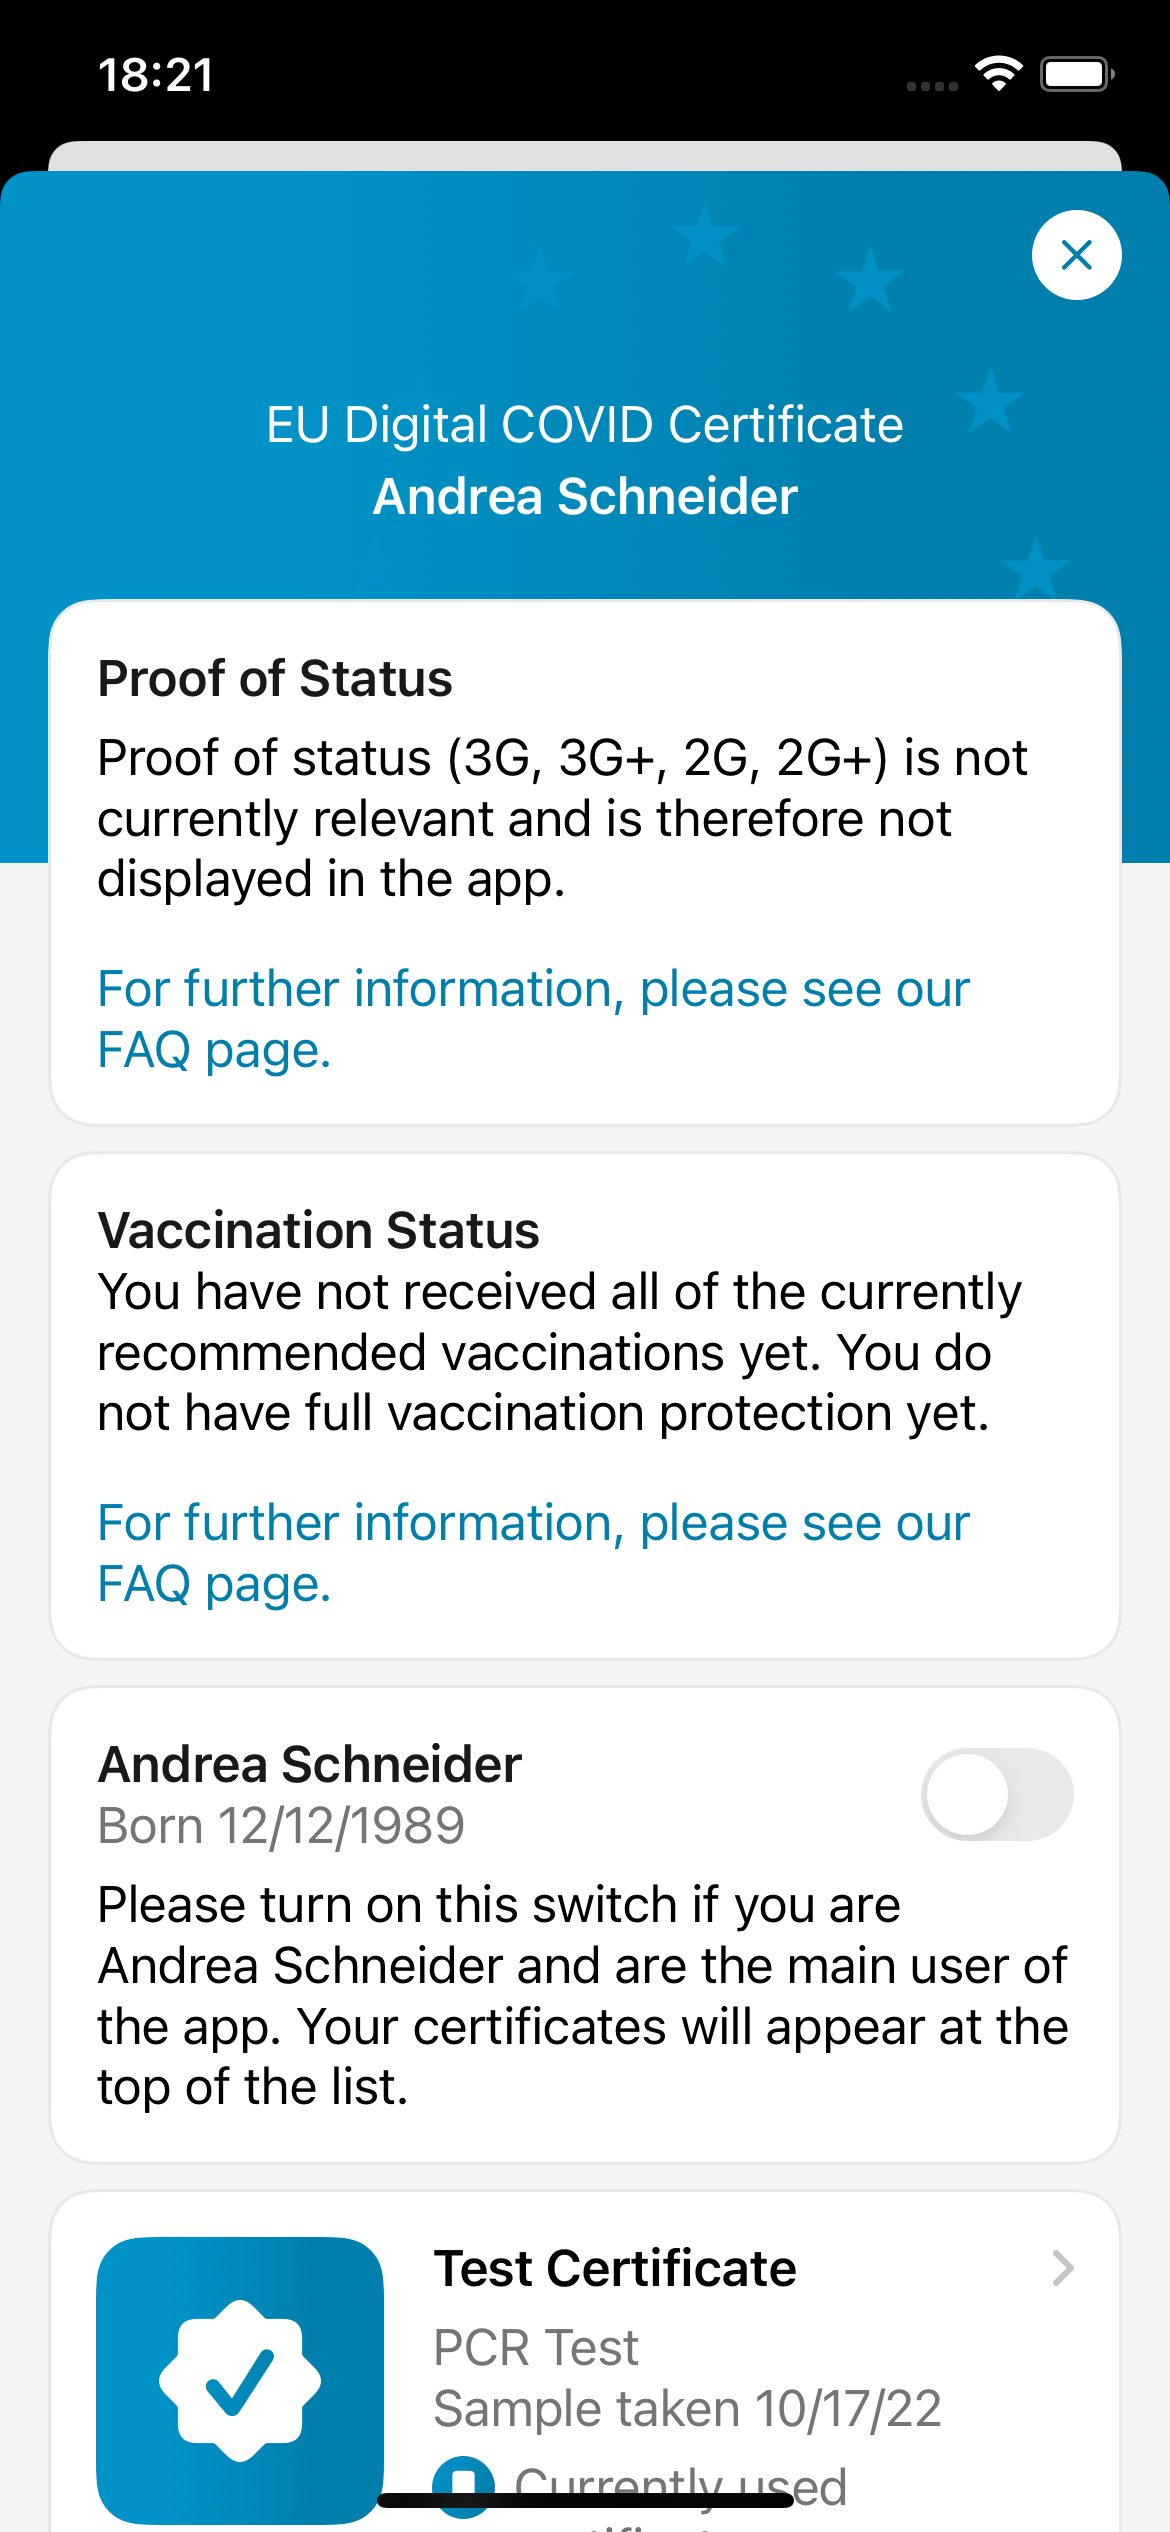 18:21
EU Digital COVID Certificate
Andrea Schneider
Proof of Status
Proof of status (3G, 3G+, 2G, 2G+) is not
currently relevant and is therefore not
displayed in the app.
For further information, please see our
FAQ page.
Vaccination Status
You have not received all of the currently
recommended vaccinations yet. You do
not have full vaccination protection yet.
For further information, please see our
FAQ page.
Andrea Schneider
Born 12/12/1989
Please turn on this switch if you are
Andrea Schneider and are the main user of
the app. Your certificates will appear at the
top of the list.
Test Certificate
PCR Test
Sample taken 10/17/22
Currently used